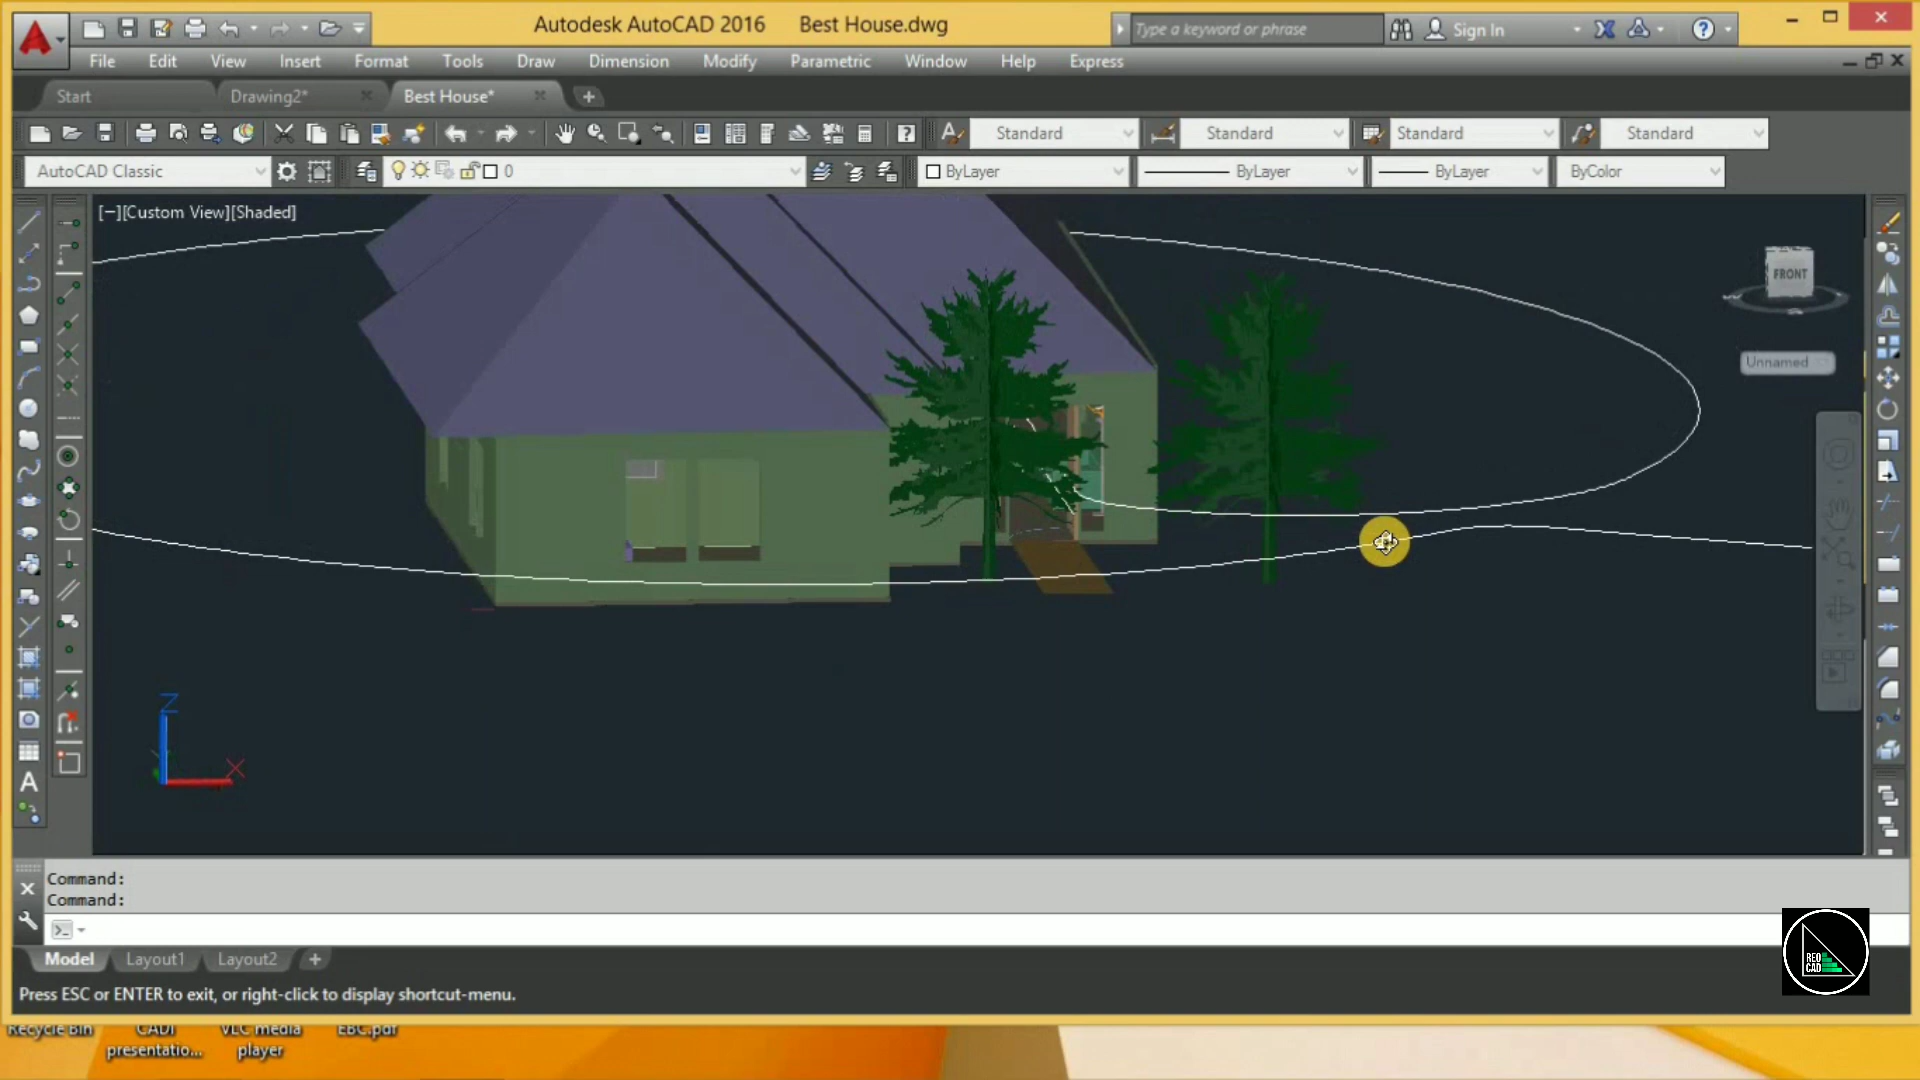 Autodesk AutoCAD 2016 Best House.dwg
Type a keyword or phrase
Sign In
File Edit View Insert Format Tools Draw Dimension Modify Parametric Window Help Express
Start Drawing2* Best House*
Standard Standard Standard Standard
AutoCAD Classic 0 ByLayer ByLayer ByLayer ByColor
[−][Custom View][Shaded]
FRONT
Unnamed
Z
X
A
Command:
Command:
Model Layout1 Layout2
REO
CAD
Press ESC or ENTER to exit, or right-click to display shortcut-menu.
Recycle Bin CADI VLC media EBC.pdf
presentatio... player